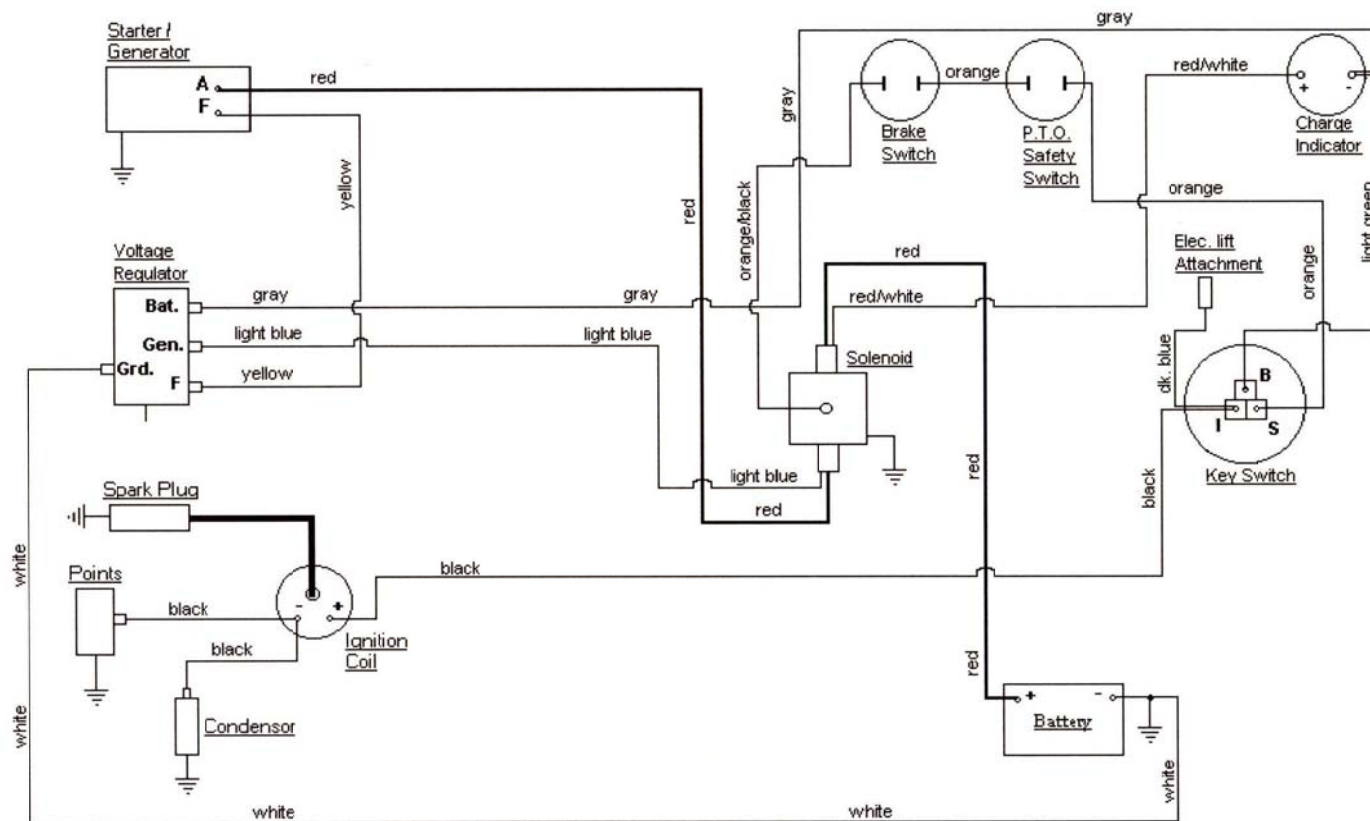 gray
Starter /
Generator
A
F
red
gray
orange
red/white
+
-
Brake
Switch
P.T.O.
Safety
Switch
Charge
Indicator
yellow
red
orange/black
orange
light green
Elec. lift
Attachment
orange
Voltage
Regulator
Bat.
Gen.
Grd.
F
gray
gray
light blue
light blue
yellow
red
red/white
Solenoid
dk. blue
B
I
S
Key Switch
light blue
red
red
black
Spark Plug
white
Points
black
-
+
black
Ignition
Coil
black
Condensor
white
red
+
-
Battery
white
white
white